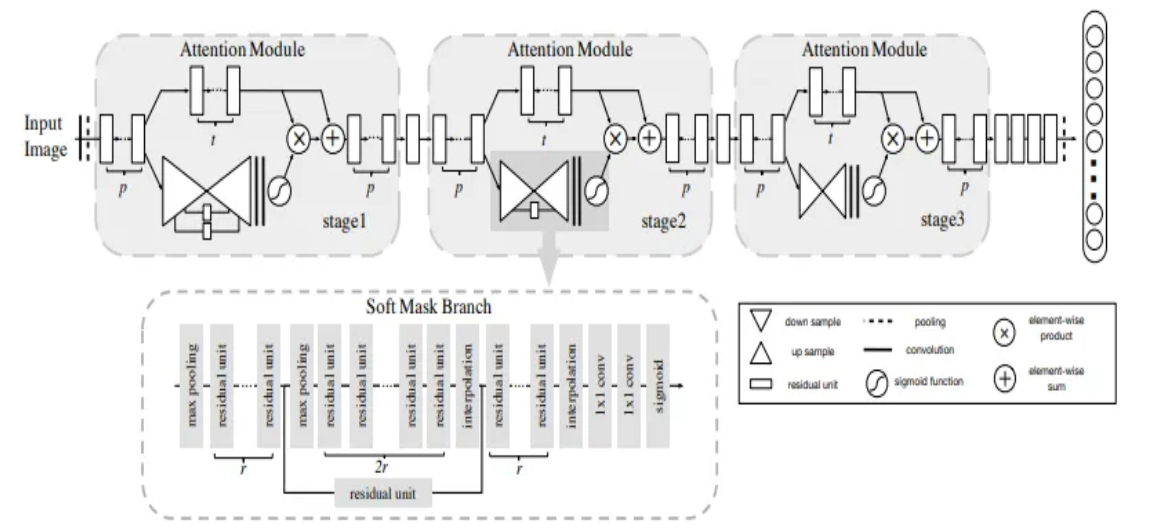 Attention Module
Attention Module
Attention Module
Input
Image
t
t
t
p
p
p
p
p
p
stage1
stage2
stage3
Soft Mask Branch
max pooling
residual unit
residual unit
max pooling
residual unit
residual unit
residual unit
residual unit
interpolation
residual unit
residual unit
interpolation
1x1 conv
1x1 conv
sigmoid
r
2r
r
residual unit
down sample
up sample
residual unit
pooling
convolution
sigmoid function
element-wise
product
element-wise
sum